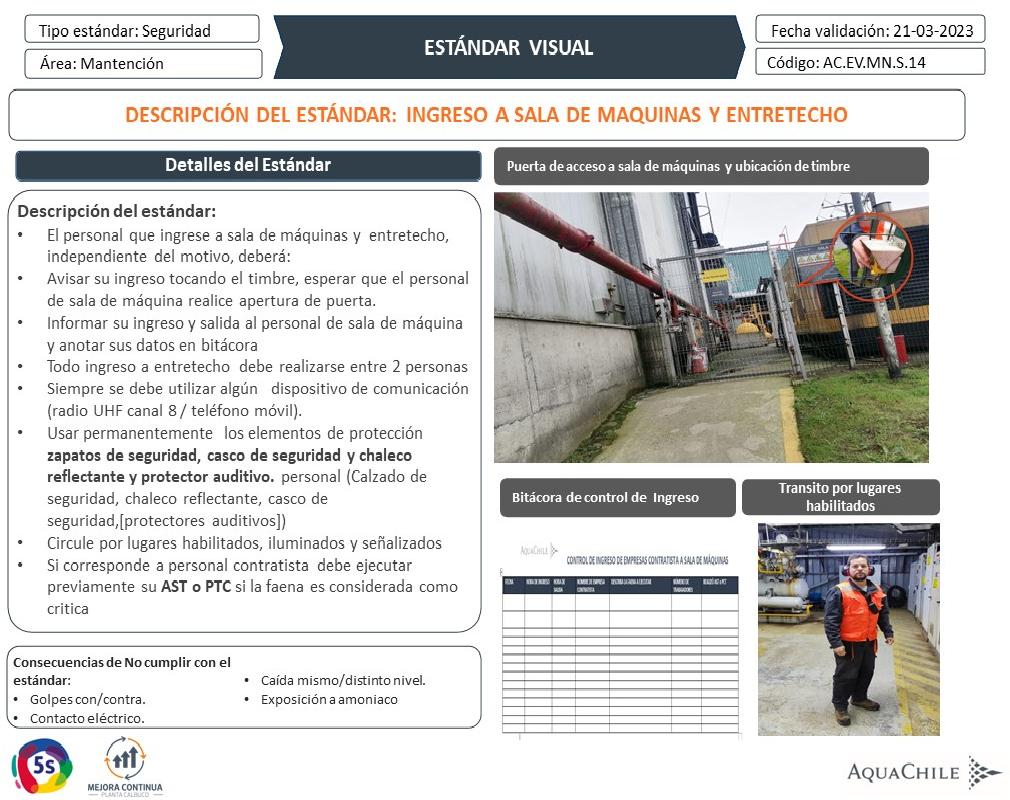 Tipo estándar: Seguridad
Área: Mantención
ESTÁNDAR VISUAL
Fecha validación: 21-03-2023
Código: AC.EV.MN.S.14
DESCRIPCIÓN DEL ESTÁNDAR: INGRESO A SALA DE MAQUINAS Y ENTRETECHO
Detalles del Estándar
Descripción del estándar:
• El personal que ingrese a sala de máquinas y entretecho,
independiente del motivo, deberá:
• Avisar su ingreso tocando el timbre, esperar que el personal
de sala de máquina realice apertura de puerta.
• Informar su ingreso y salida al personal de sala de máquina
y anotar sus datos en bitácora
• Todo ingreso a entretecho debe realizarse entre 2 personas
• Siempre se debe utilizar algún dispositivo de comunicación
(radio UHF canal 8 / teléfono móvil).
• Usar permanentemente los elementos de protección
zapatos de seguridad, casco de seguridad y chaleco
reflectante y protector auditivo. personal (Calzado de
seguridad, chaleco reflectante, casco de
seguridad,[protectores auditivos])
• Circule por lugares habilitados, iluminados y señalizados
• Si corresponde a personal contratista debe ejecutar
previamente su AST o PTC si la faena es considerada como
critica
Consecuencias de No cumplir con el
estándar:
• Golpes con/contra.
• Contacto eléctrico.
• Caída mismo/distinto nivel.
• Exposición a amoniaco
Puerta de acceso a sala de máquinas y ubicación de timbre
Bitácora de control de Ingreso
AQUACHILE
CONTROL DE INGRESO DE EMPRESAS CONTRATISTA A SALA DE MÁQUINAS
FECHA
HORA DE INGRESO
HORA DE
SALIDA
NOMBRE DE EMPRESA
CONTRATISTA
DESCRIBA LA FAENA A EJECUTAR
NÚMERO DE
TRABAJADORES
REALIZÓ AST o PCT
Transito por lugares
habilitados
5s
MEJORA CONTINUA
PLANTA CALBUCO
AQUACHILE